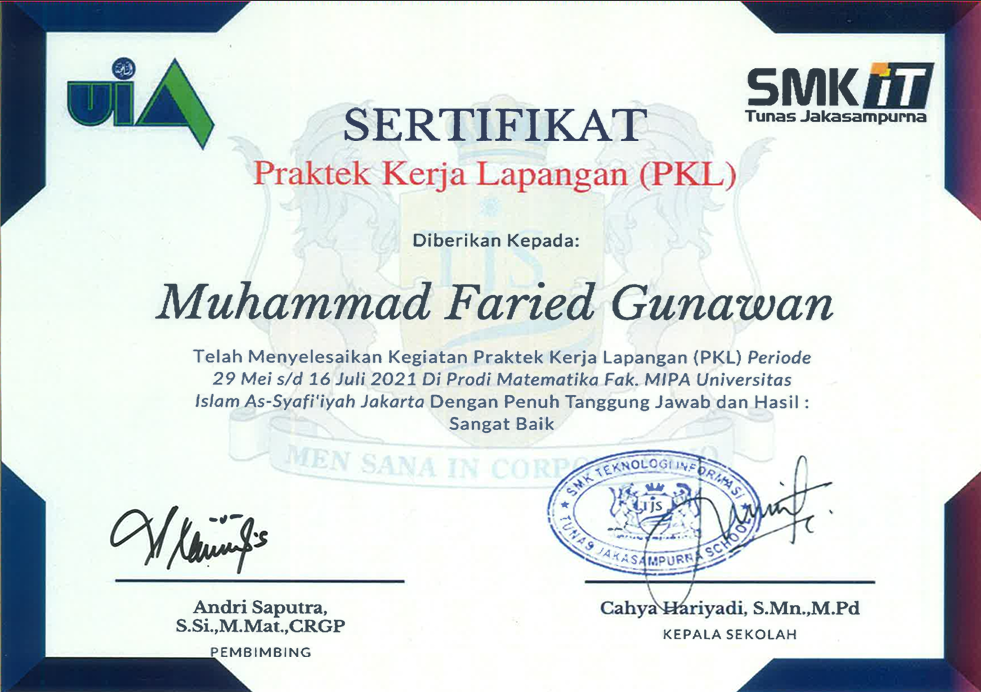 UIA
SMK iT
Tunas Jakasampurna
SERTIFIKAT
Praktek Kerja Lapangan (PKL)
Diberikan Kepada:
TJS
Muhammad Faried Gunawan
Telah Menyelesaikan Kegiatan Praktek Kerja Lapangan (PKL) Periode
29 Mei s/d 16 Juli 2021 Di Prodi Matematika Fak. MIPA Universitas
Islam As-Syafi'iyah Jakarta Dengan Penuh Tanggung Jawab dan Hasil :
Sangat Baik
MEN SANA IN
SMK TEKNOLOGI INFORMASI
TJS
TUNAS JAKASAMPURNA SCHOOL
Andri Saputra,
S.Si.,M.Mat.,CRGP
PEMBIMBING
Cahya Hariyadi, S.Mn.,M.Pd
KEPALA SEKOLAH